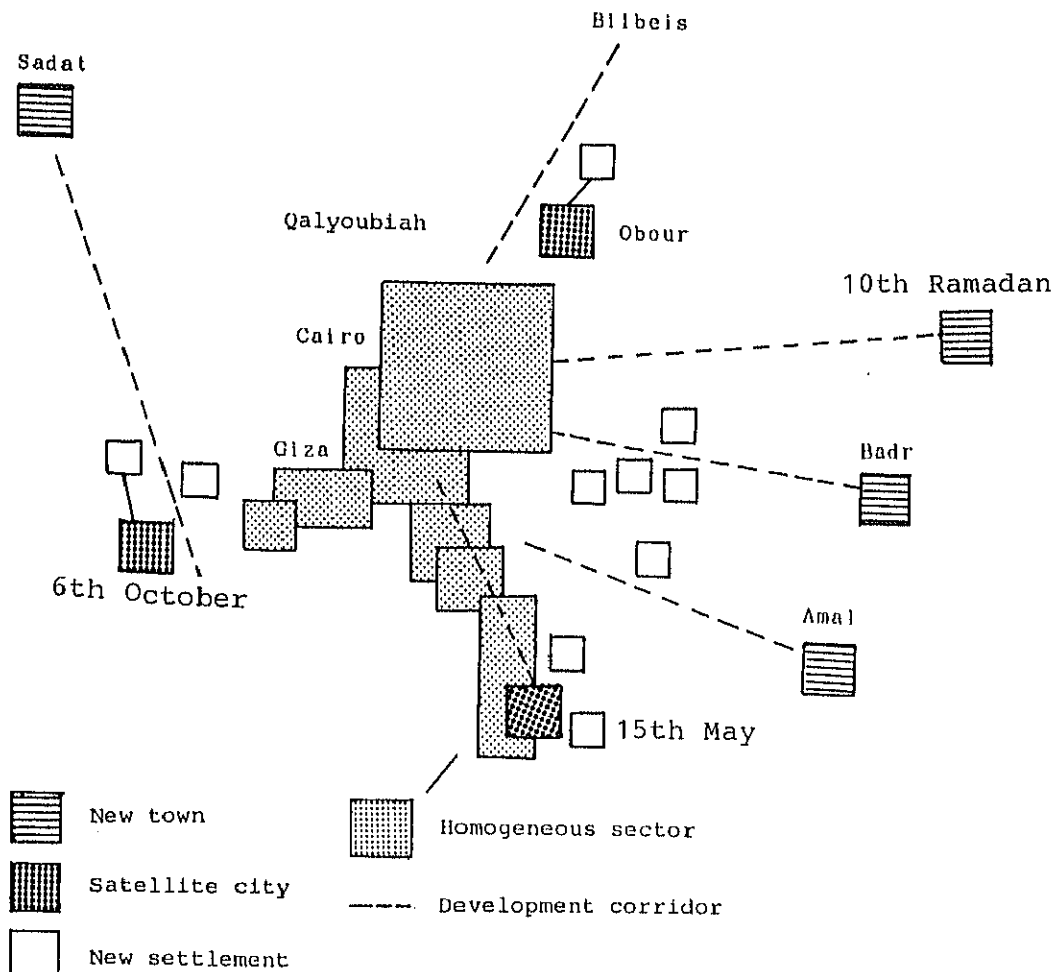 Bilbeis
Sadat
Qalyoubiah
Obour
10th Ramadan
Cairo
Giza
Badr
6th October
Amal
15th May
New town
Homogeneous sector
Satellite city
Development corridor
New settlement